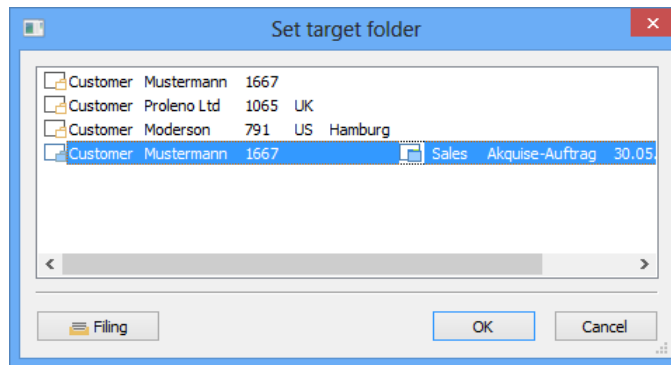 Set target folder
Customer Mustermann 1667
Customer Proleno Ltd 1065 UK
Customer Moderson 791 US Hamburg
Customer Mustermann 1667 Sales Akquise-Auftrag 30.05.
Filing OK Cancel